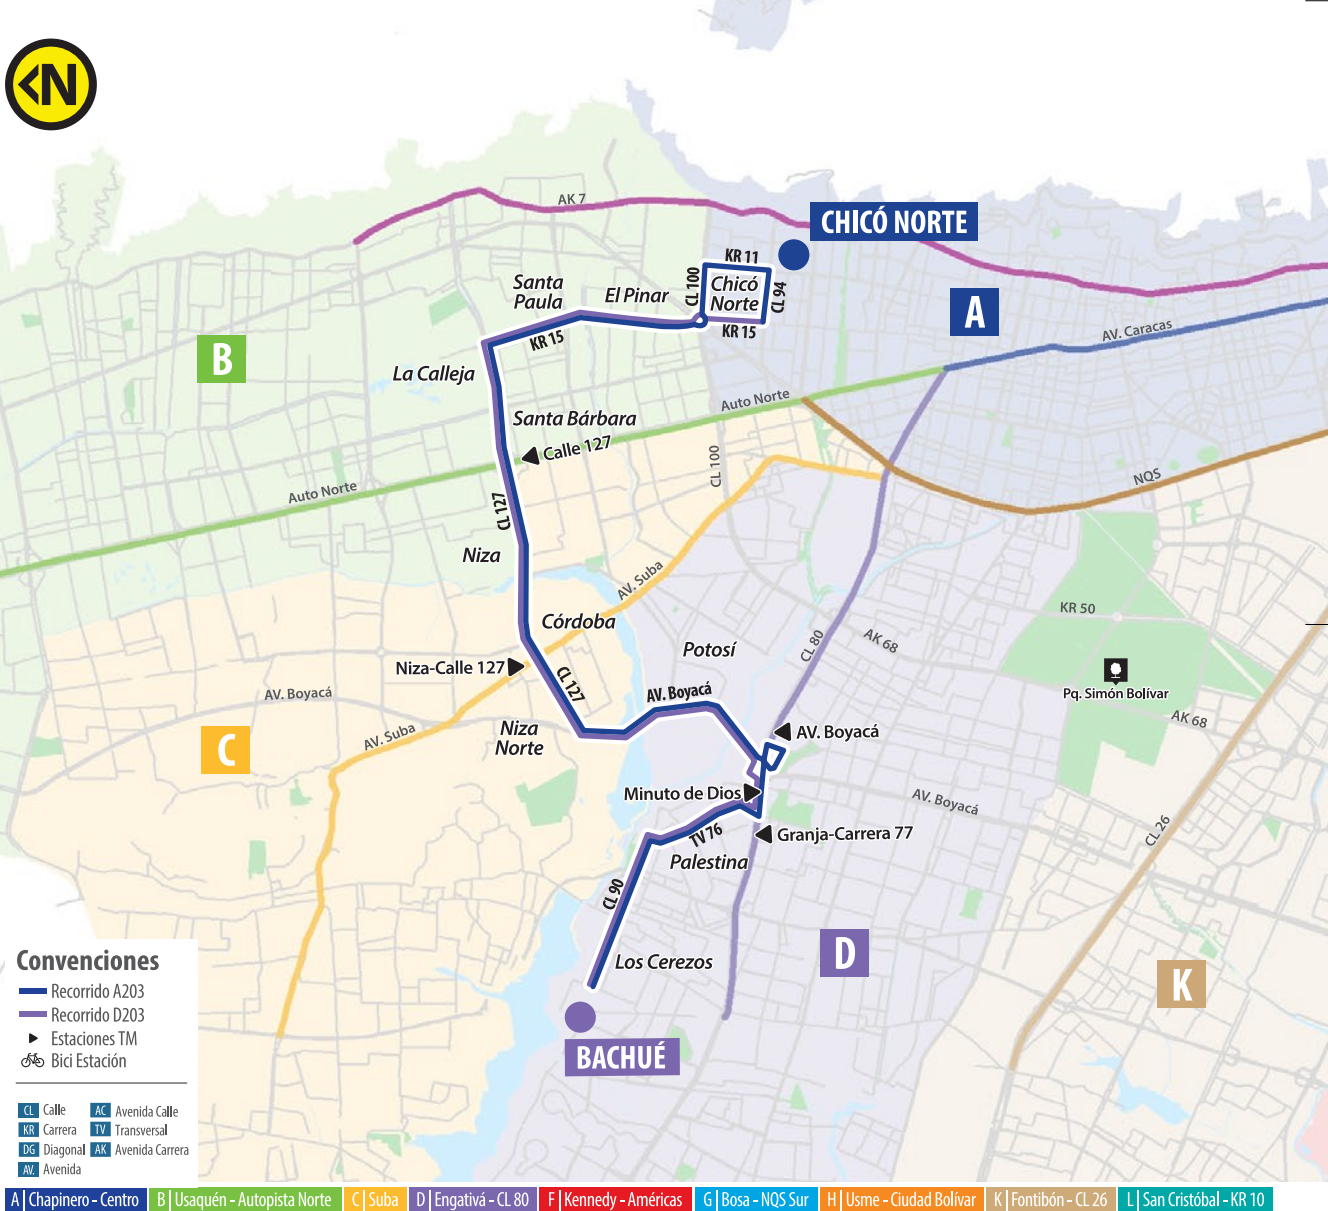 <N
AK 7
CHICÓ NORTE
KR 11
CL 100
Chicó
Norte
CL 94
KR 15
Santa
Paula
El Pinar
KR 15
A
AV. Caracas
B
La Calleja
Santa Bárbara
Auto Norte
Calle 127
CL 100
Auto Norte
NQS
CL 127
Niza
AV. Suba
KR 50
Córdoba
AK 68
CL 80
Potosí
Niza-Calle 127
CL 127
Pq. Simón Bolívar
AV. Boyacá
AV. Boyacá
AK 68
AV. Suba
Niza
Norte
AV. Boyacá
C
Minuto de Dios
AV. Boyacá
TV 76
Granja-Carrera 77
CL 26
Palestina
CL 90
D
Los Cerezos
K
BACHUÉ
Convenciones
Recorrido A203
Recorrido D203
Estaciones TM
Bici Estación
CL Calle
AC Avenida Calle
KR Carrera
TV Transversal
DG Diagonal
AK Avenida Carrera
AV. Avenida
A | Chapinero - Centro B | Usaquén - Autopista Norte C | Suba D | Engativá - CL 80 F | Kennedy - Américas G | Bosa - NQS Sur H | Usme - Ciudad Bolívar K | Fontibón - CL 26 L | San Cristóbal - KR 10